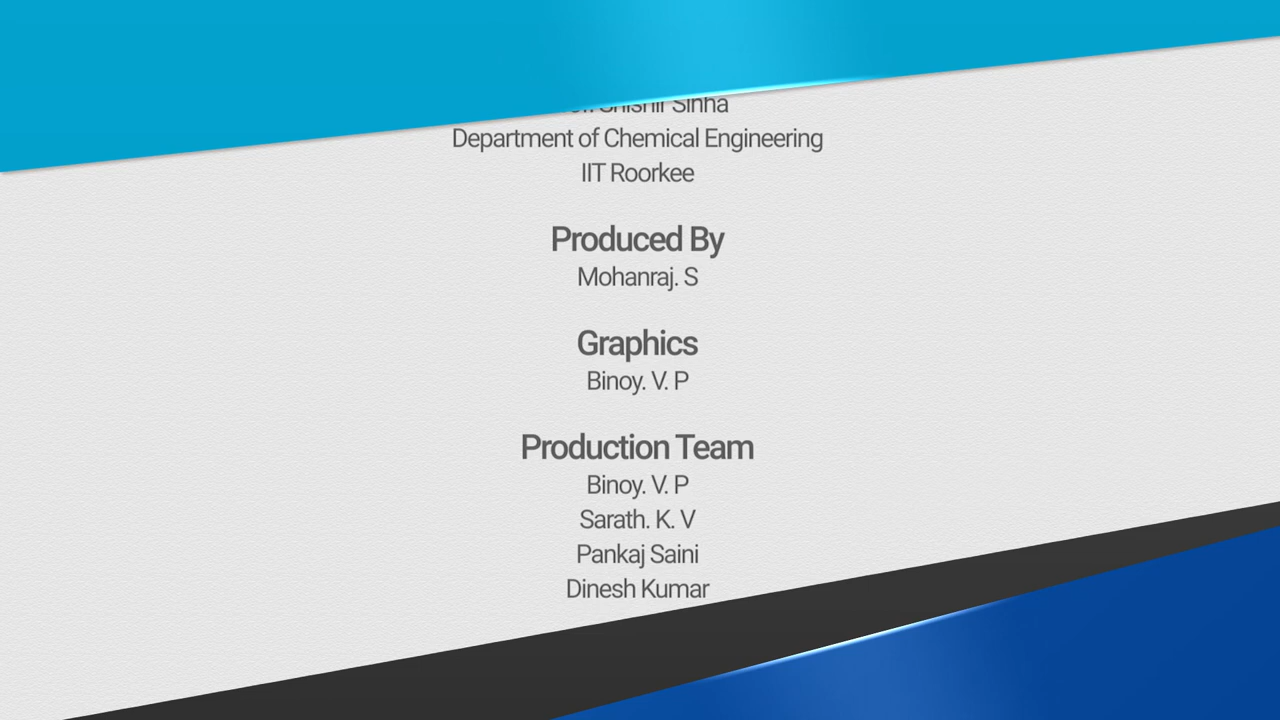 Sinha
Department of Chemical Engineering
IIT Roorkee
Produced By
Mohanraj. S
Graphics
Binoy. V. P
Production Team
Binoy. V. P
Sarath. K. V
Pankaj Saini
Dinesh Kumar